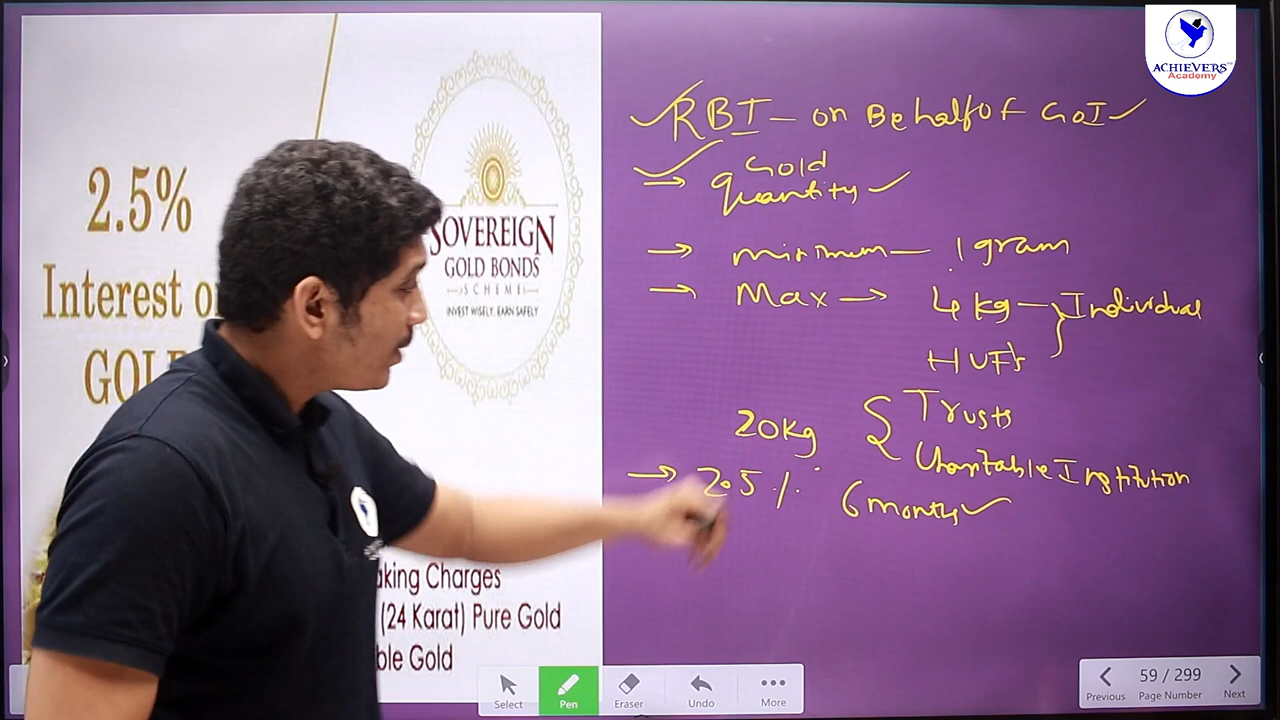 ACHIEVERS
Academy
2.5%
Interest o
GOL
SOVEREIGN
GOLD BONDS
SCHEME
INVEST WISELY, EARN SAFELY
aking Charges
(24 Karat) Pure Gold
ble Gold
RBI - on Behalf of GoI
Gold
→ quantity
→ minimum - 1 gram
→ Max → 4 kg - Individual
HUF's
20kg { Trusts
Charitable Institution
→ 2.5 % 6 months
Select
Pen
Eraser
Undo
More
59 / 299
Previous Page Number Next